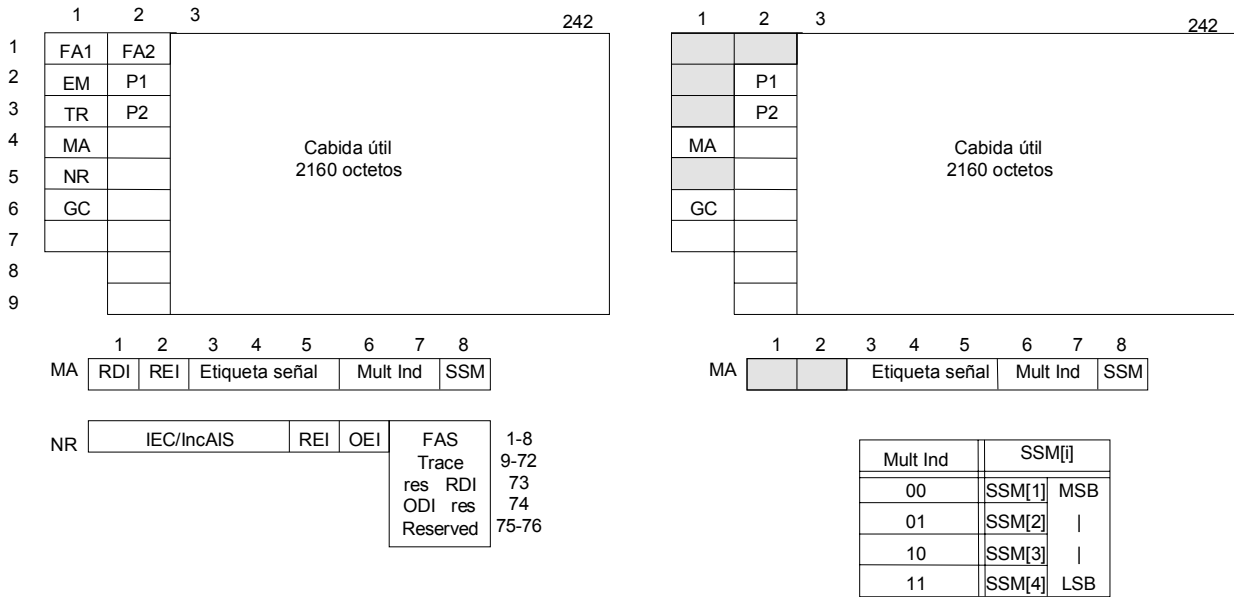 1 2 3 242
1 FA1 FA2
2 EM P1
3 TR P2
4 MA
5 NR
6 GC
7
8
9
Cabida útil
2160 octetos
1 2 3 4 5 6 7 8
MA RDI REI Etiqueta señal Mult Ind SSM
NR IEC/IncAIS REI OEI FAS 1-8
Trace 9-72
res RDI 73
ODI res 74
Reserved 75-76
1 2 3 242
P1
P2
MA
GC
Cabida útil
2160 octetos
1 2 3 4 5 6 7 8
MA Etiqueta señal Mult Ind SSM
Mult Ind SSM[i]
00 SSM[1] MSB
01 SSM[2] |
10 SSM[3] |
11 SSM[4] LSB